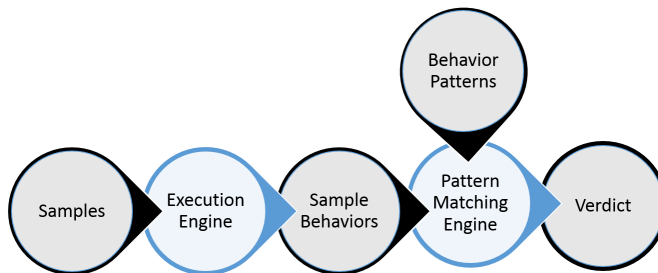 Behavior
Patterns
Samples
Execution
Engine
Sample
Behaviors
Pattern
Matching
Engine
Verdict